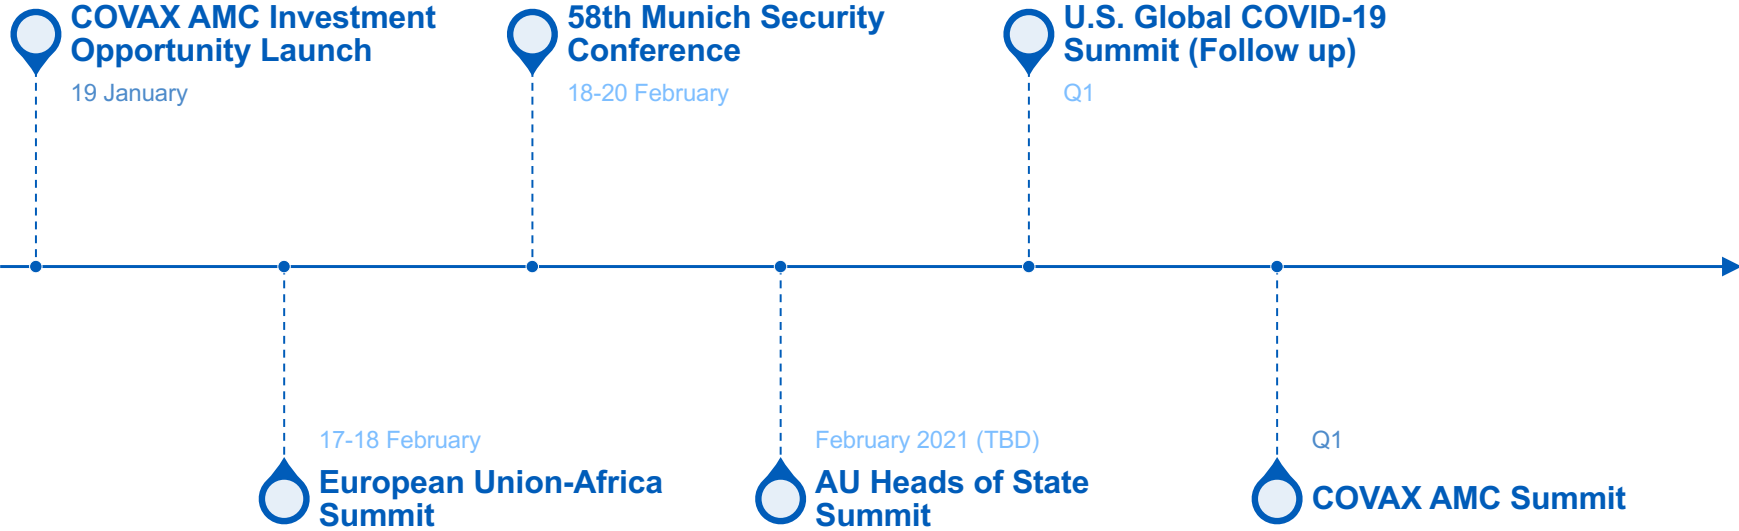 COVAX AMC Investment
Opportunity Launch
19 January
58th Munich Security
Conference
18-20 February
U.S. Global COVID-19
Summit (Follow up)
Q1
17-18 February
European Union-Africa
Summit
February 2021 (TBD)
AU Heads of State
Summit
Q1
COVAX AMC Summit